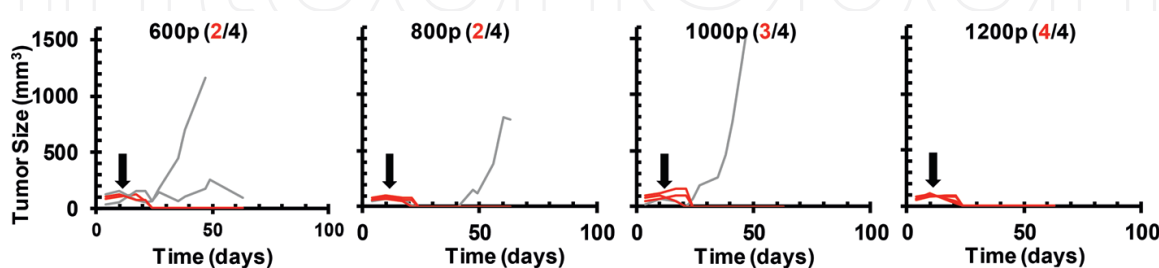 600p (2/4)
800p (2/4)
1000p (3/4)
1200p (4/4)
Tumor Size (mm³)
1500
1000
500
0
0 50 100
0 50 100
0 50 100
0 50 100
Time (days)
Time (days)
Time (days)
Time (days)